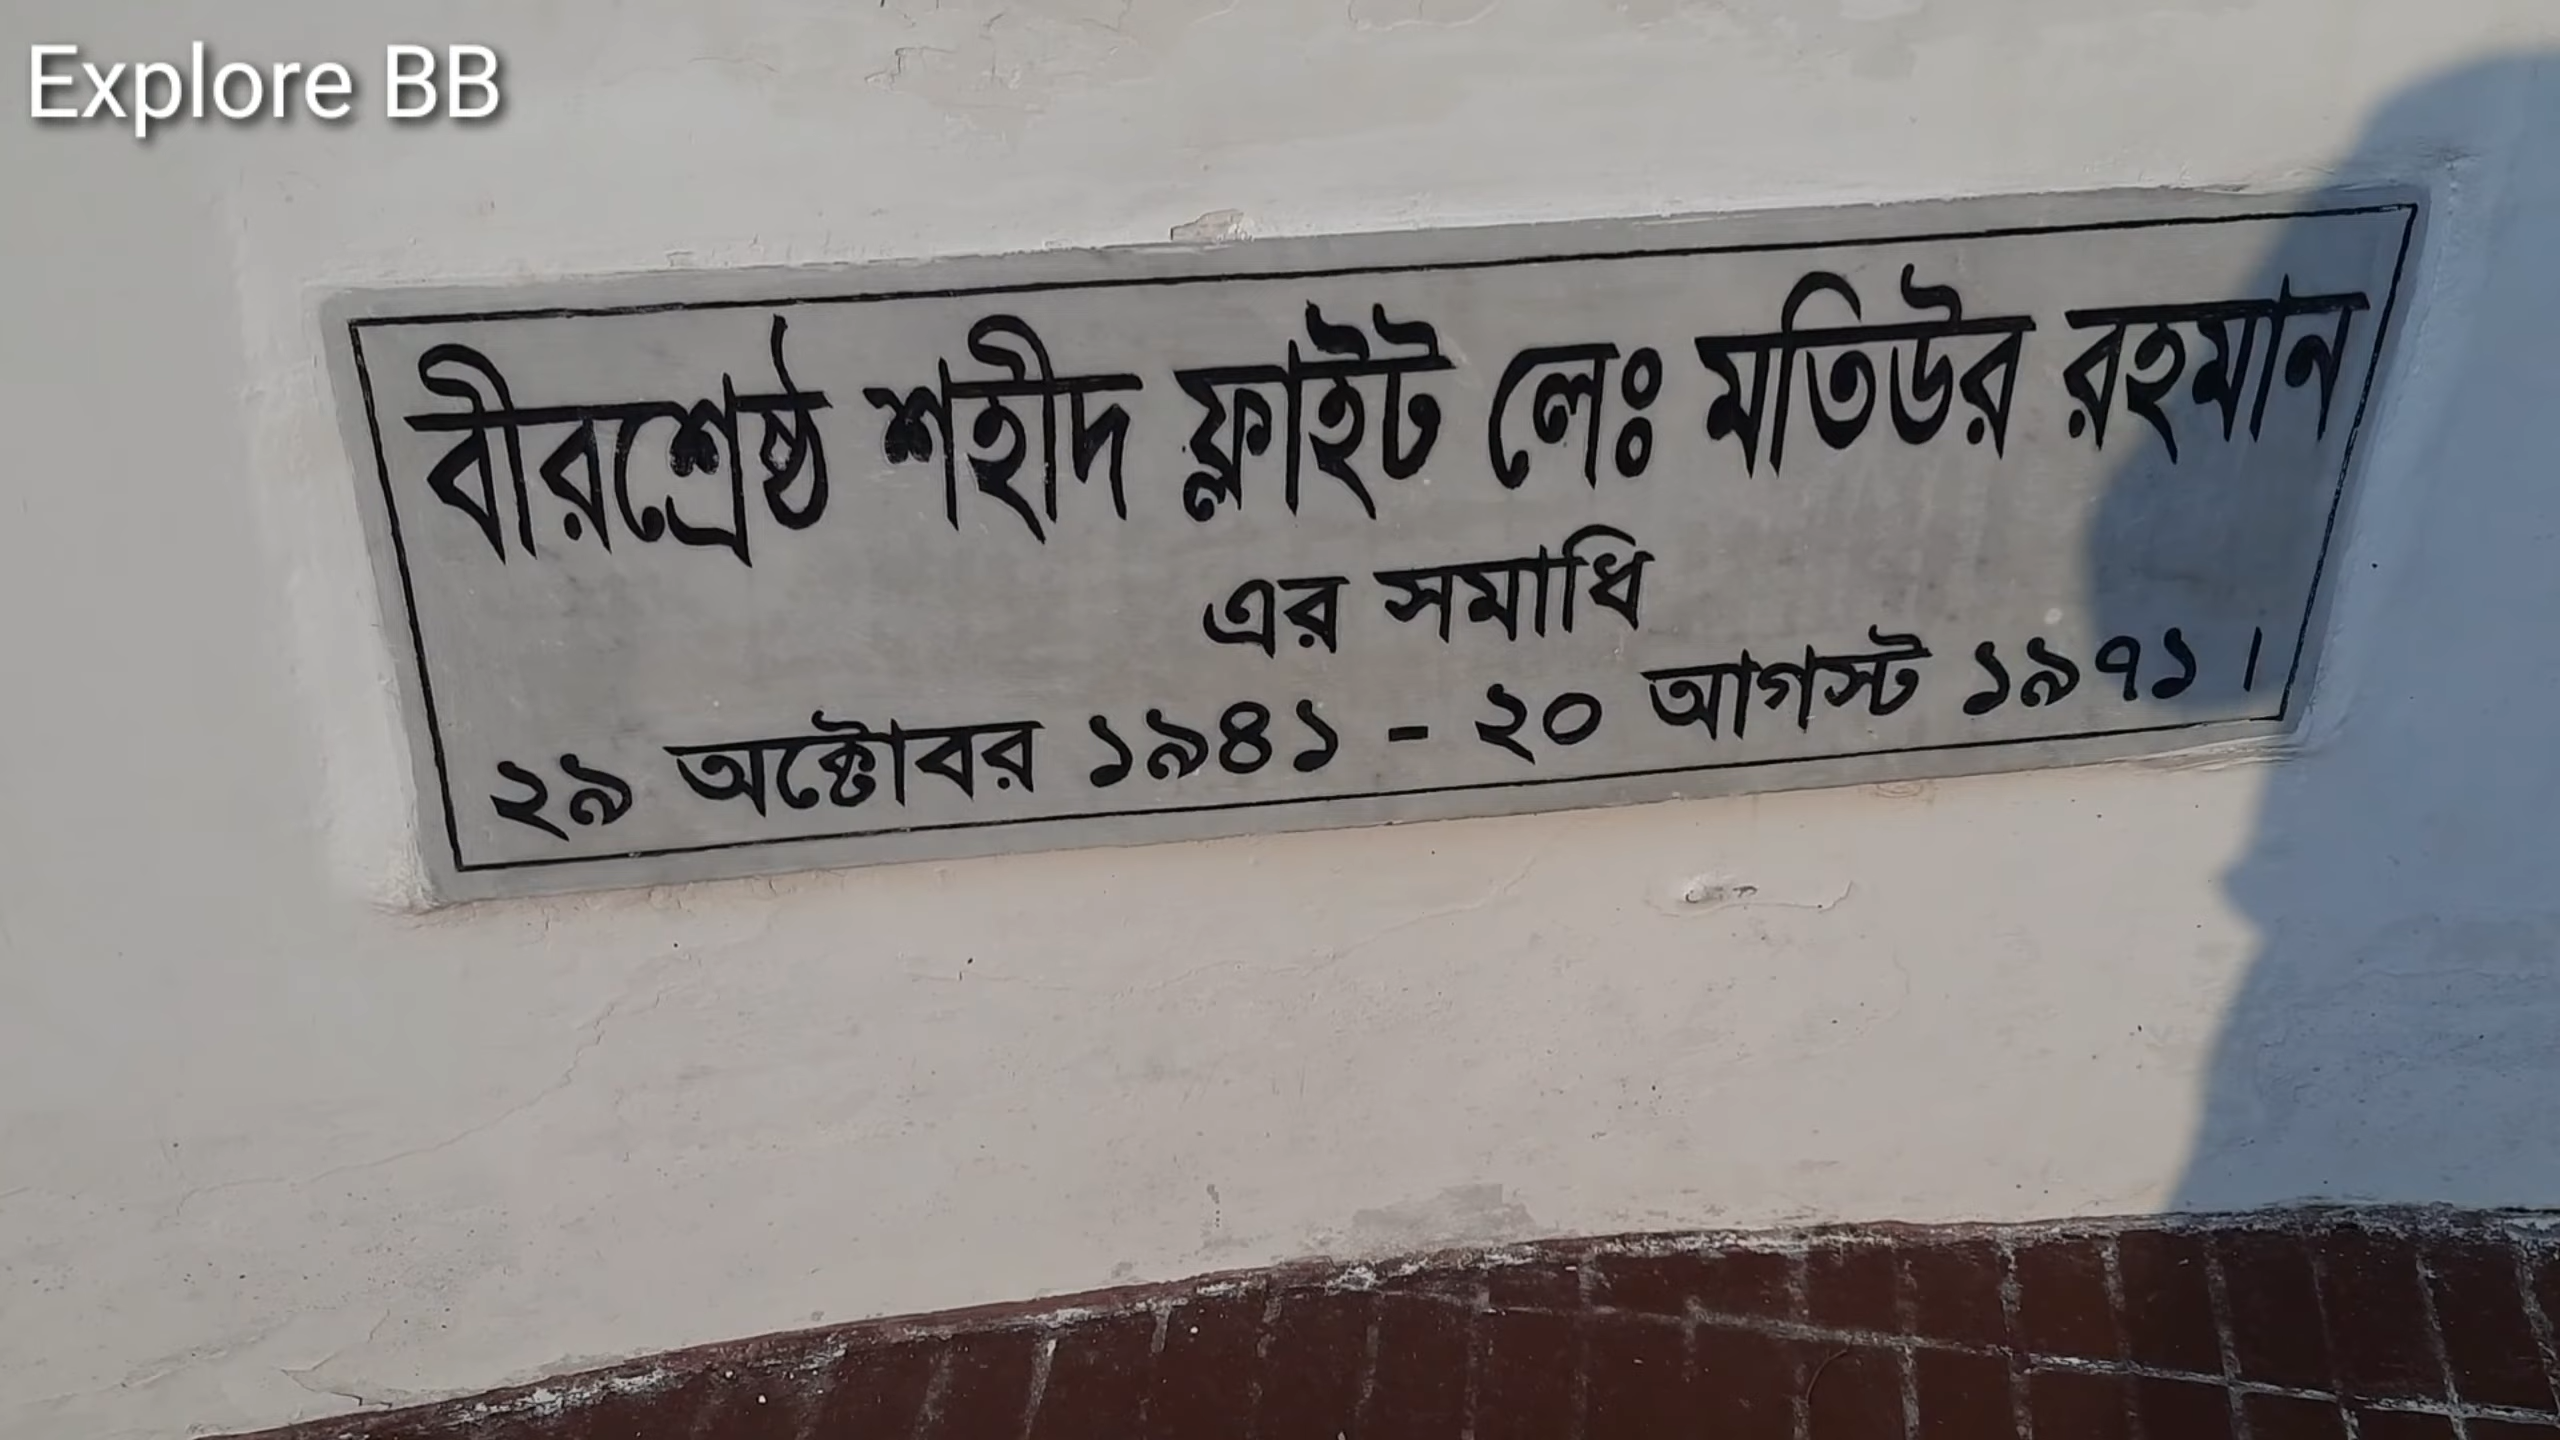 Explore BB
বীরশ্রেষ্ঠ শহীদ ফ্লাইট লেঃ মতিউর রহমান
এর সমাধি
২৯ অক্টোবর ১৯৪১ - ২০ আগস্ট ১৯৭১।